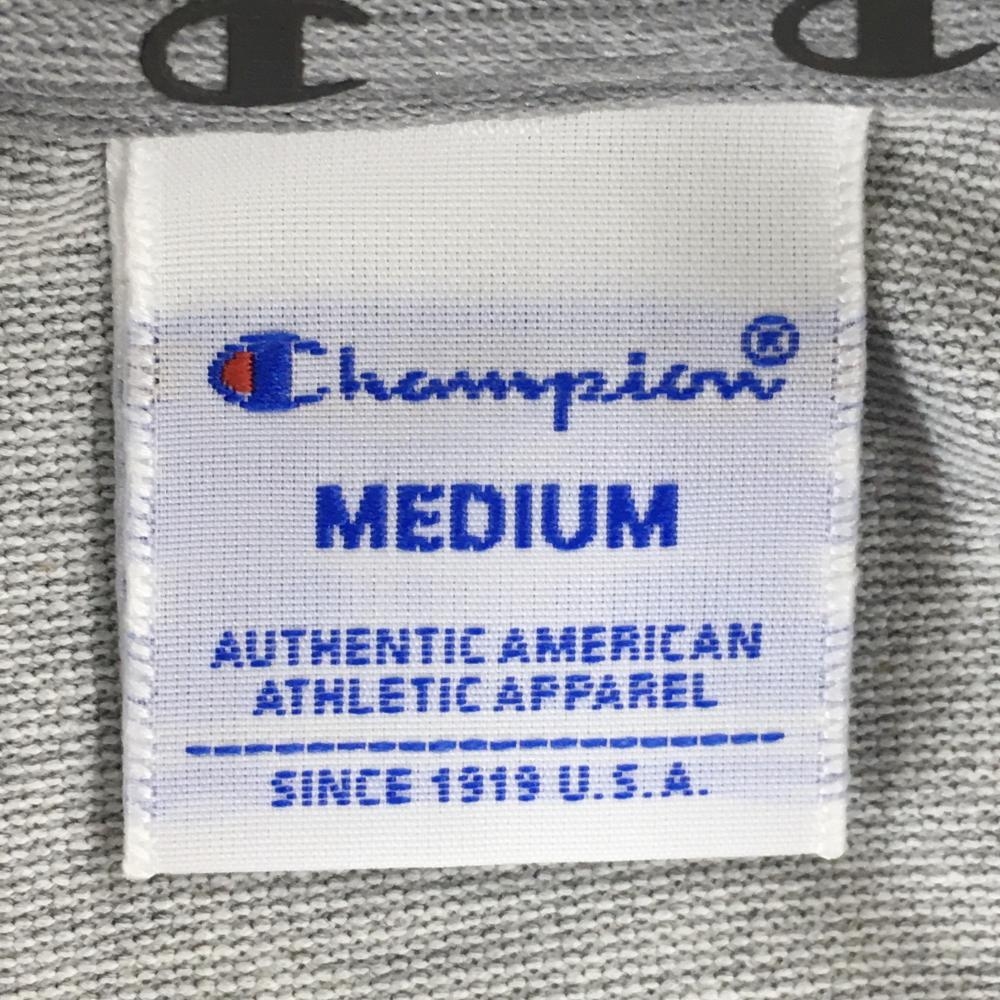 Champion®
MEDIUM
AUTHENTIC AMERICAN
ATHLETIC APPAREL
SINCE 1919 U.S.A.